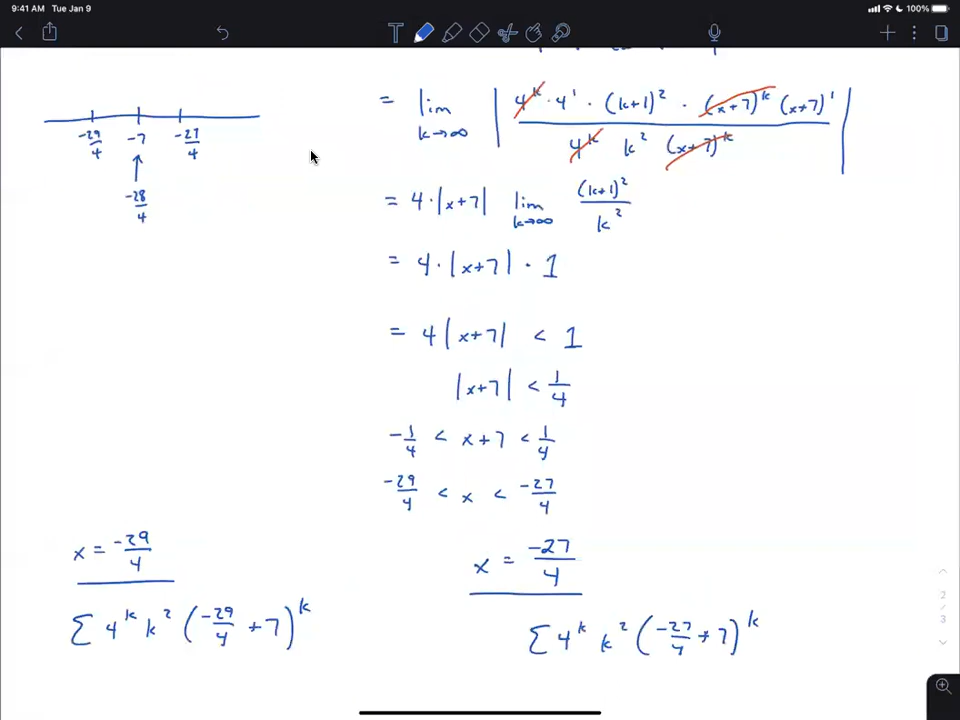 9:41 AM Tue Jan 9
100%
T
= lim k→∞ | 4^k · 4^1 · (k+1)^2 · (x+7)^k (x+7)^1 / 4^k k^2 (x+7)^k |
-29/4 -7 -27/4
-28/4
= 4·|x+7| lim k→∞ (k+1)^2 / k^2
= 4·|x+7| · 1
= 4|x+7| < 1
|x+7| < 1/4
-1/4 < x+7 < 1/4
-29/4 < x < -27/4
x = -29/4
∑ 4^k k^2 (-29/4 + 7)^k
x = -27/4
∑ 4^k k^2 (-27/4 + 7)^k
2
/
3